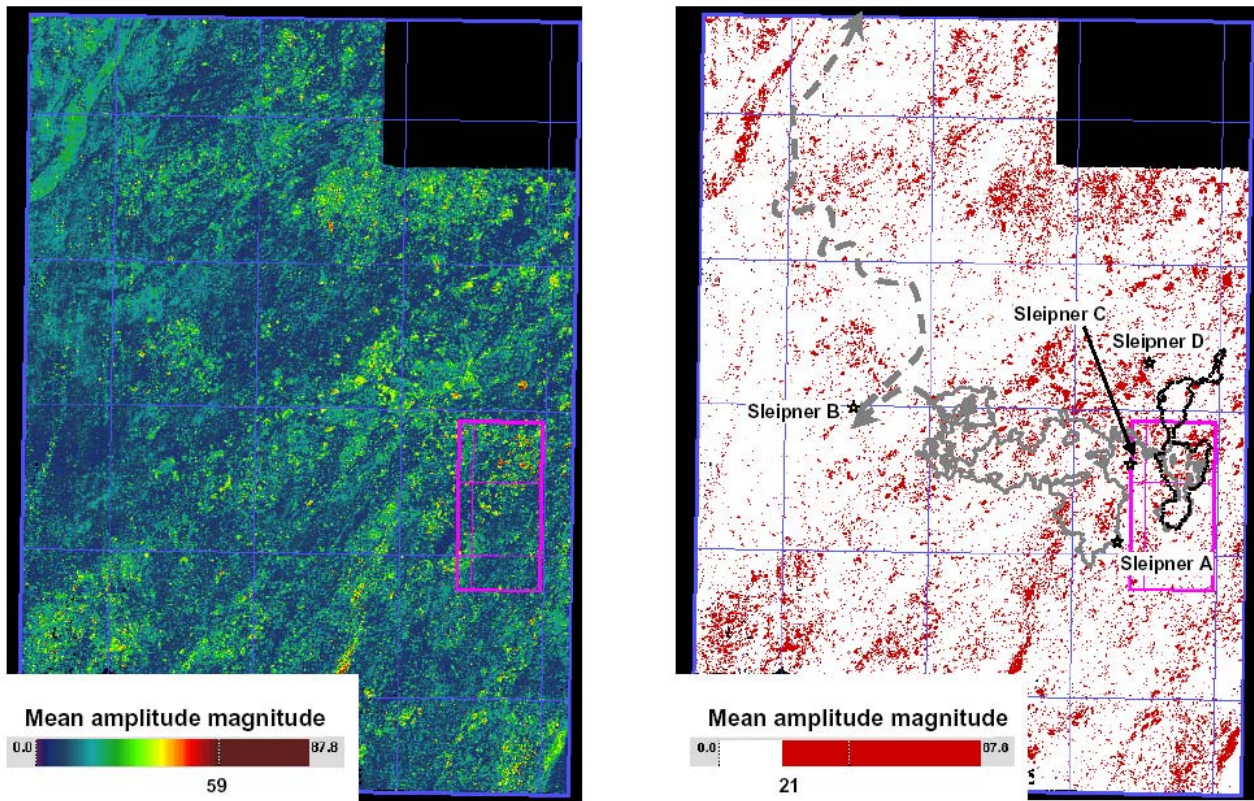 Sleipner C
Sleipner D
Sleipner B
Sleipner A
Mean amplitude magnitude
0.0
87.8
59
Mean amplitude magnitude
0.0
87.8
21